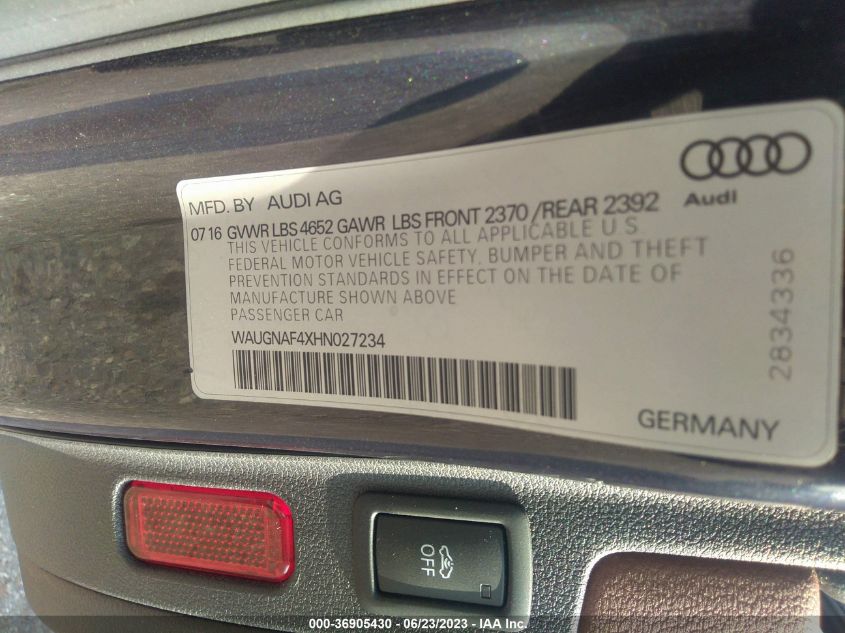 Audi
MFD. BY AUDI AG
07 16 GVWR LBS 4652 GAWR LBS FRONT 2370 / REAR 2392
THIS VEHICLE CONFORMS TO ALL APPLICABLE U.S.
FEDERAL MOTOR VEHICLE SAFETY, BUMPER AND THEFT
PREVENTION STANDARDS IN EFFECT ON THE DATE OF
MANUFACTURE SHOWN ABOVE
PASSENGER CAR
WAUGNAF4XHN027234
2834336
GERMANY
OFF
000-36905430 - 06/23/2023 - IAA Inc.